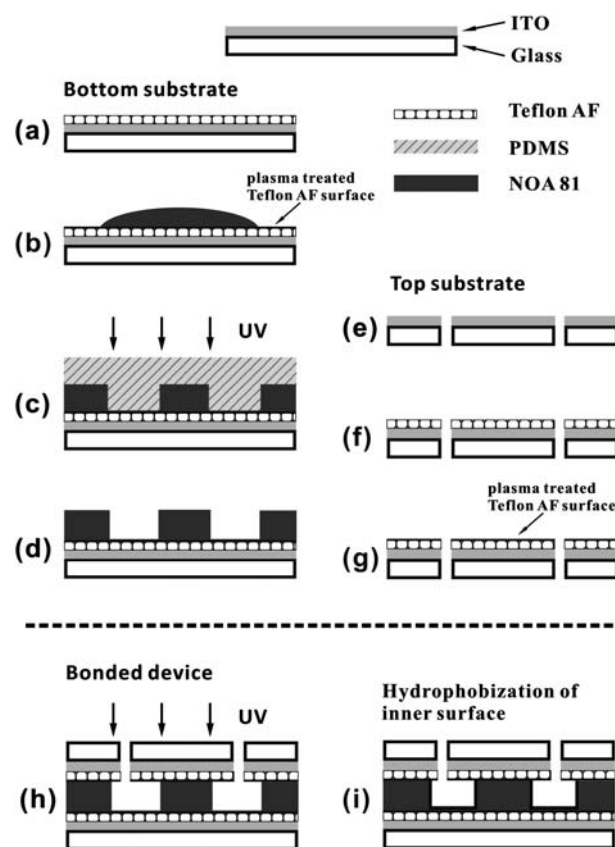 ITO
Glass
Bottom substrate
(a)
Teflon AF
PDMS
NOA 81
plasma treated
Teflon AF surface
(b)
Top substrate
(e)
UV
(c)
(f)
plasma treated
Teflon AF surface
(d)
(g)
Bonded device
UV
(h)
Hydrophobization of
inner surface
(i)